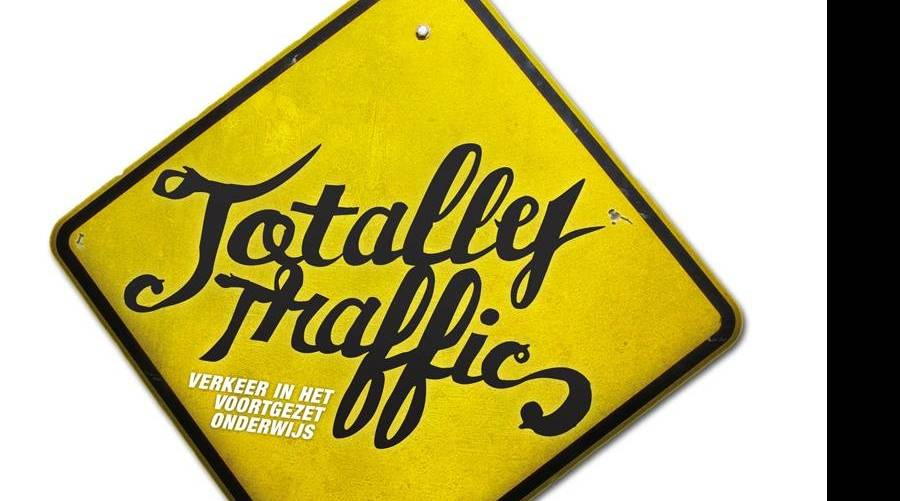 Totally
Traffic
VERKEER IN HET
VOORTGEZET
ONDERWIJS